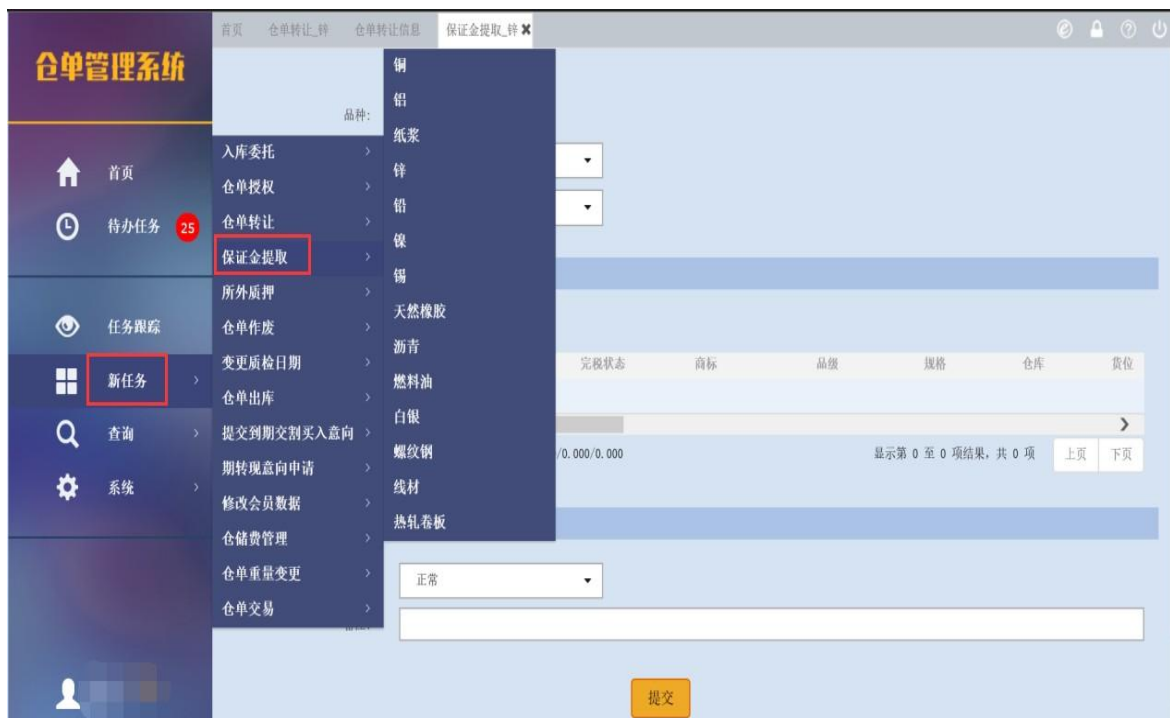 首页 仓单转让_锌 仓单转让信息 保证金提取_锌
仓单管理系统
首页
待办任务 25
任务跟踪
新任务
查询
系统
品种:
入库委托
仓单授权
仓单转让
保证金提取
所外质押
仓单作废
变更质检日期
仓单出库
提交到期交割买入意向
期转现意向申请
修改会员数据
仓储费管理
仓单重量变更
仓单交易
铜
铝
纸浆
锌
铅
镍
锡
天然橡胶
沥青
燃料油
白银
螺纹钢
线材
热轧卷板
完税状态 商标 品级 规格 仓库 货位
/0.000/0.000 显示第 0 至 0 项结果，共 0 项 上页 下页
正常
提交